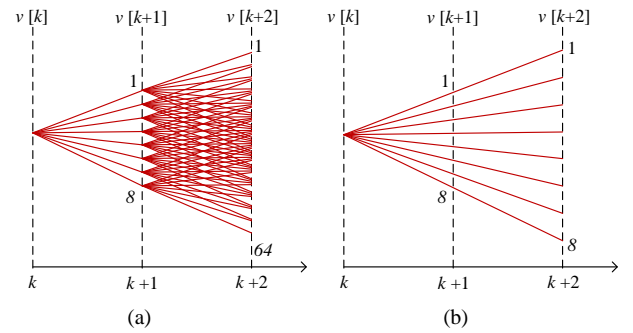 v [k] v [k+1] v [k+2] v [k] v [k+1] v [k+2]
1 1
1 1
8 8
64 8
k k+1 k+2 k k+1 k+2
(a) (b)